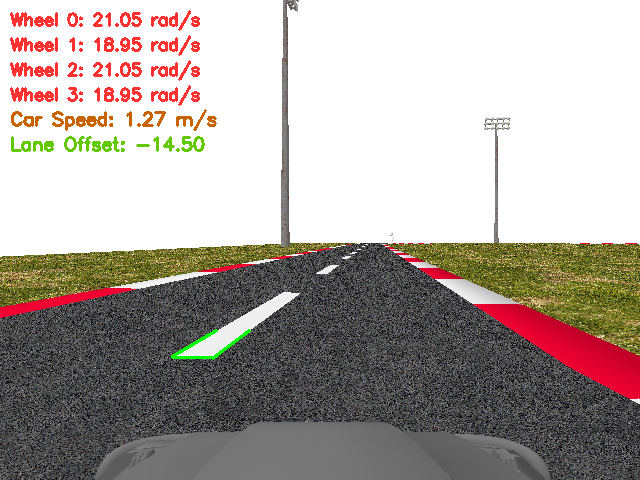 Wheel 0: 21.05 rad/s
Wheel 1: 18.95 rad/s
Wheel 2: 21.05 rad/s
Wheel 3: 18.95 rad/s
Car Speed: 1.27 m/s
Lane Offset: -14.50